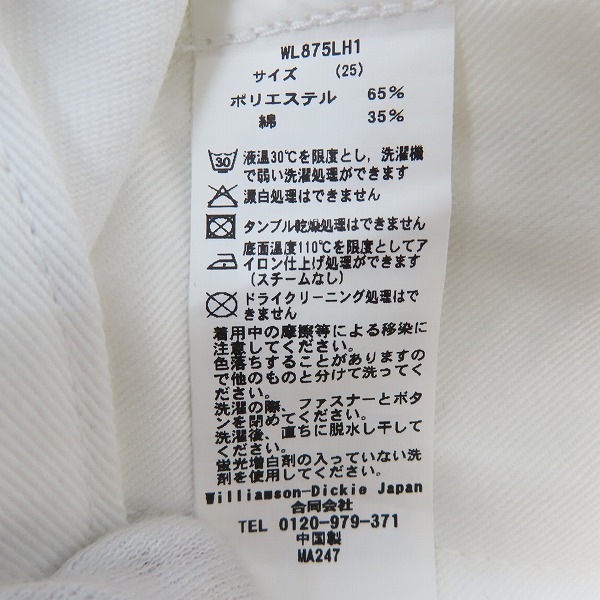 WL875LH1
サイズ (25)
ポリエステル 65%
綿 35%
30
液温30℃を限度とし、洗濯機
で弱い洗濯処理ができます
漂白処理はできません
タンブル乾燥処理はできません
底面温度110℃を限度としてア
イロン仕上げ処理ができます
(スチームなし)
ドライクリーニング処理はで
きません
着用中の摩擦等による移染に
注意してください。
色落ちすることがありますの
で他のものと分けて洗ってく
ださい。
洗濯の際、ファスナーとボタ
ンを閉めてください。
洗濯後、直ちに脱水し干して
ください。
蛍光増白剤の入っていない洗
剤を使用してください。
Williamson-Dickie Japan
合同会社
TEL 0120-979-371
中国製
MA247